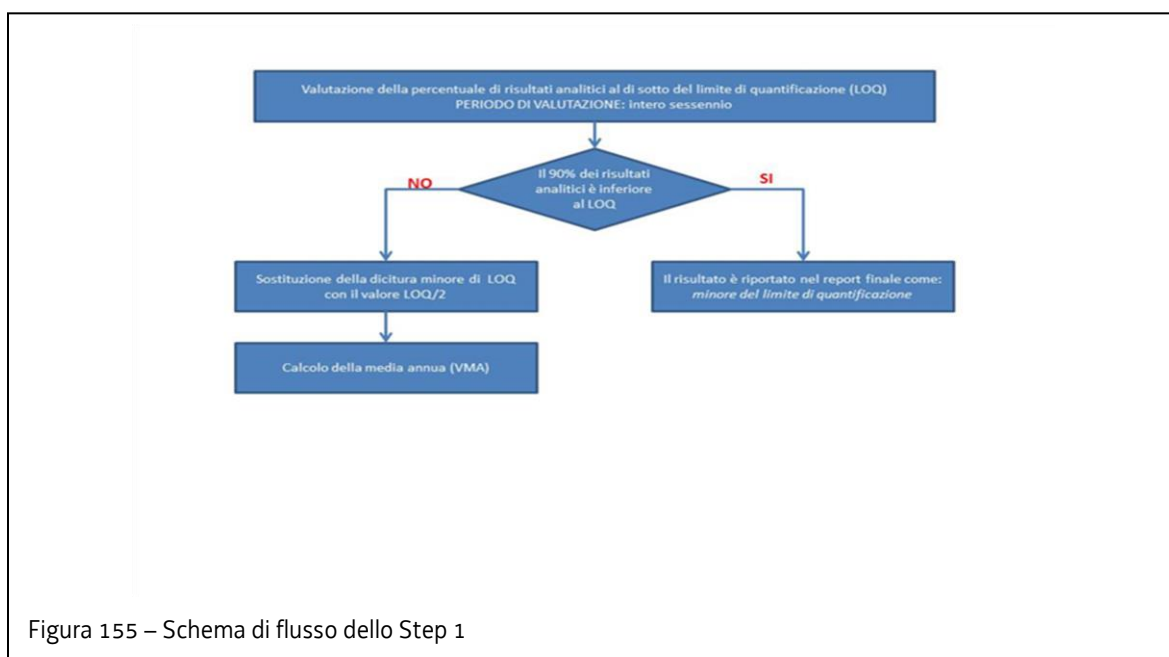 Valutazione della percentuale di risultati analitici al di sotto del limite di quantificazione (LOQ)
PERIODO DI VALUTAZIONE: intero sessennio
Il 90% dei risultati
analitici è inferiore
al LOQ
NO
SI
Sostituzione della dicitura minore di LOQ
con il valore LOQ/2
Il risultato è riportato nel report finale come:
minore del limite di quantificazione
Calcolo della media annua (VMA)
Figura 155 – Schema di flusso dello Step 1